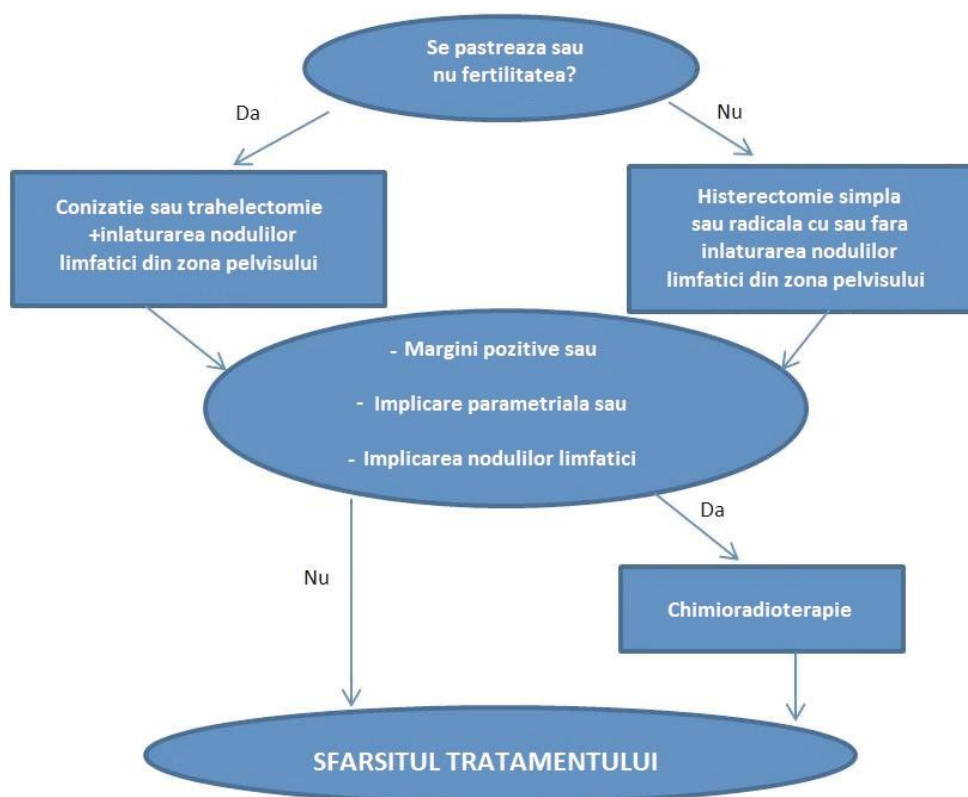 Se pastreaza sau
nu fertilitatea?
Da
Nu
Conizatie sau trahelectomie
+inlaturarea nodulilor
limfatici din zona pelvisului
Histerectomie simpla
sau radicala cu sau fara
inlaturarea nodulilor
limfatici din zona pelvisului
- Margini pozitive sau
- Implicare parametriala sau
- Implicarea nodulilor limfatici
Da
Nu
Chimioradioterapie
SFARSITUL TRATAMENTULUI